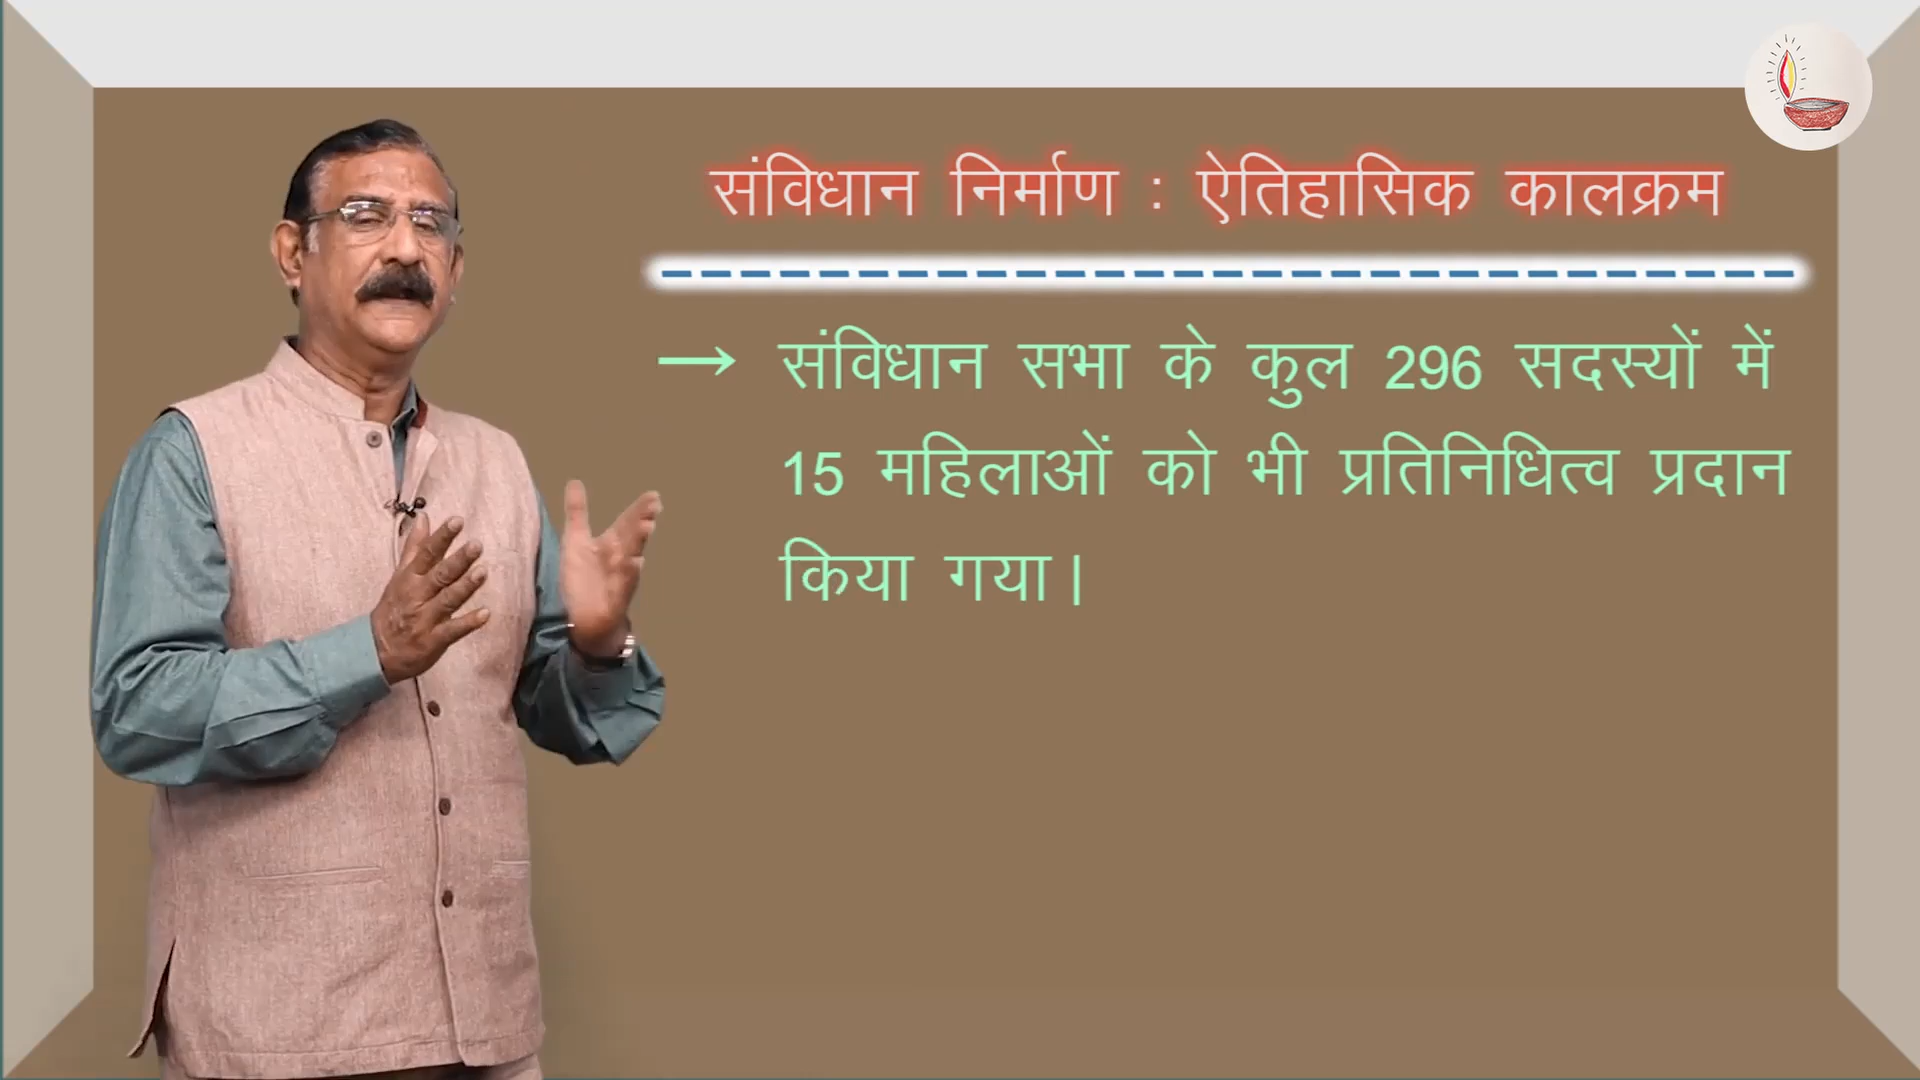 संविधान निर्माण : ऐतिहासिक कालक्रम
→ संविधान सभा के कुल 296 सदस्यों में
15 महिलाओं को भी प्रतिनिधित्व प्रदान
किया गया।